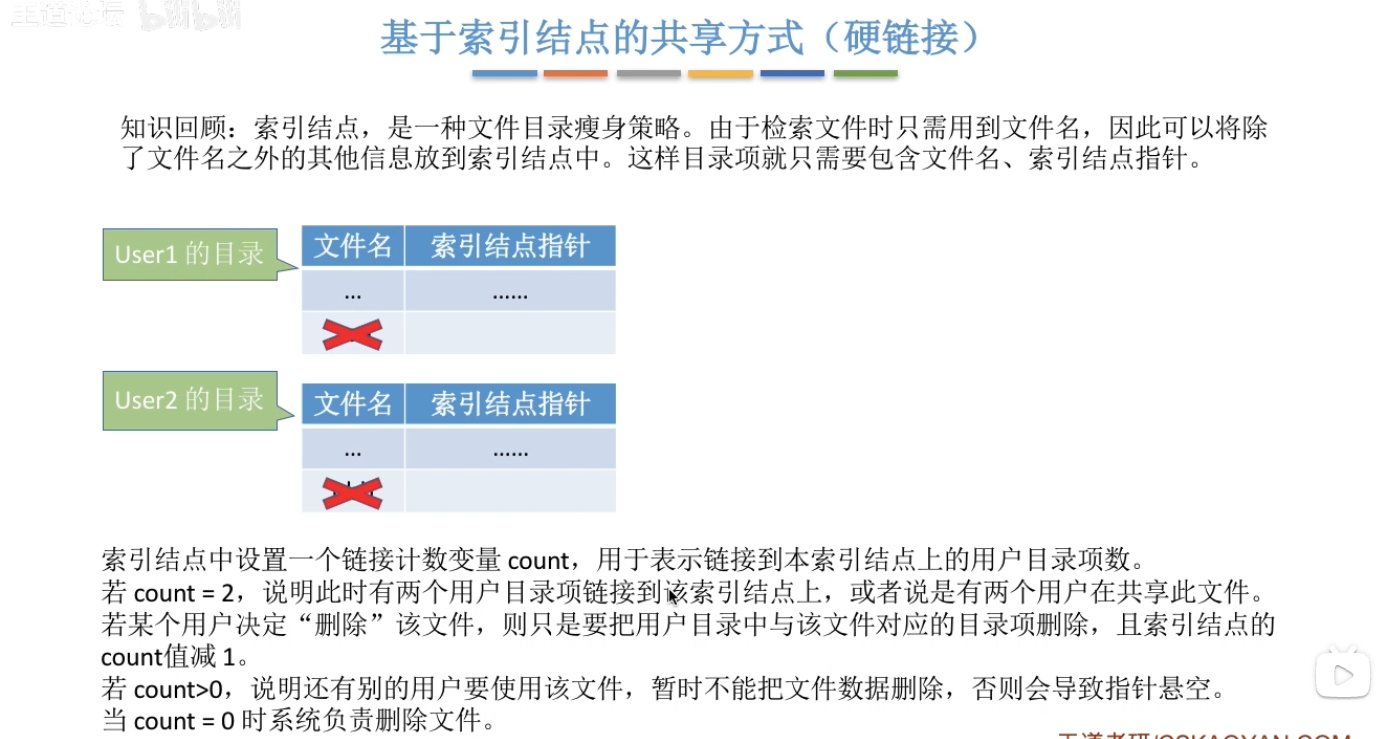 王道论坛 bilibili
基于索引结点的共享方式（硬链接）
知识回顾：索引结点，是一种文件目录瘦身策略。由于检索文件时只需用到文件名，因此可以将除
了文件名之外的其他信息放到索引结点中。这样目录项就只需要包含文件名、索引结点指针。
User1 的目录
文件名 索引结点指针
... ......
User2 的目录
文件名 索引结点指针
... ......
索引结点中设置一个链接计数变量 count，用于表示链接到本索引结点上的用户目录项数。
若 count = 2，说明此时有两个用户目录项链接到该索引结点上，或者说是有两个用户在共享此文件。
若某个用户决定“删除”该文件，则只是要把用户目录中与该文件对应的目录项删除，且索引结点的
count值减 1。
若 count>0，说明还有别的用户要使用该文件，暂时不能把文件数据删除，否则会导致指针悬空。
当 count = 0 时系统负责删除文件。